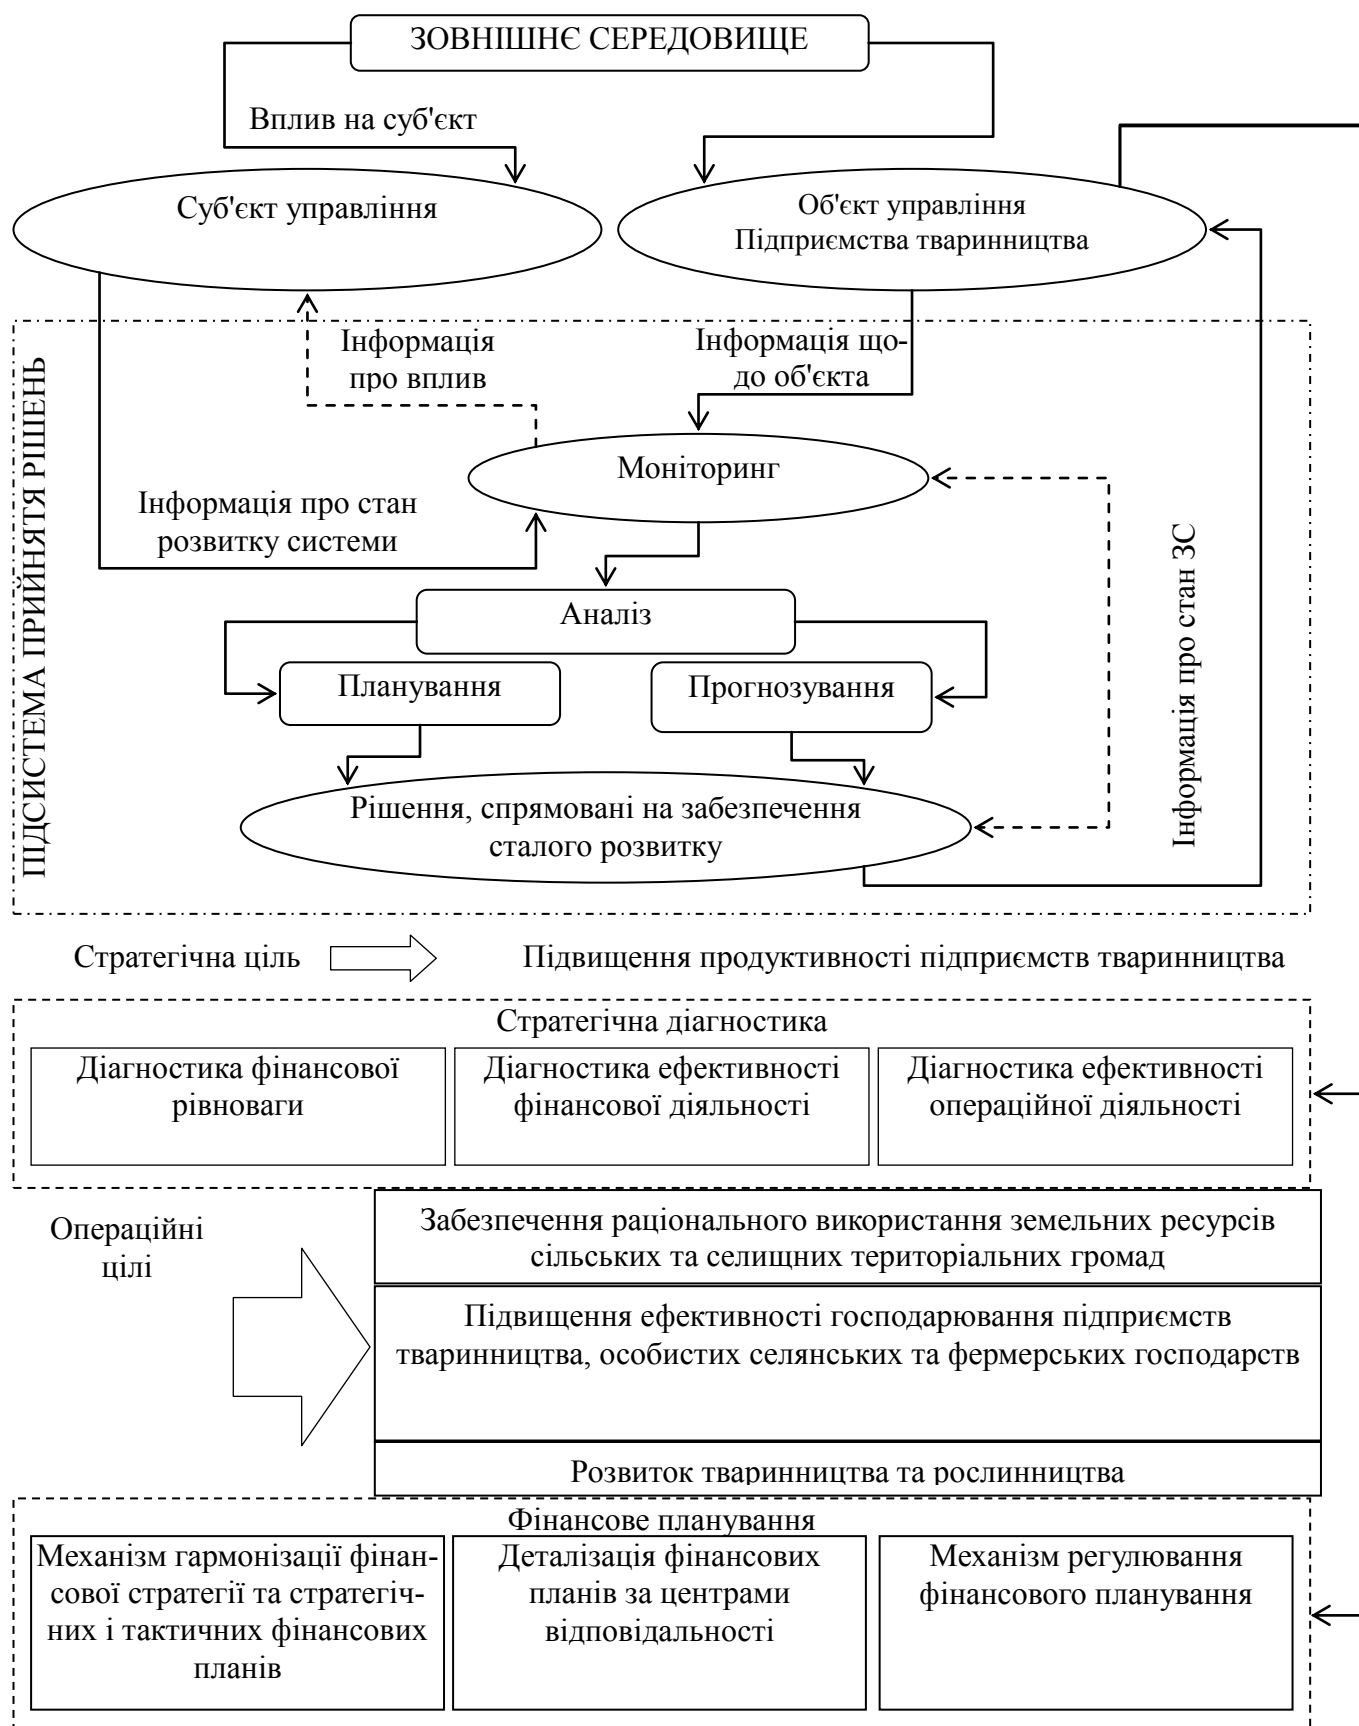 ЗОВНІШНЄ СЕРЕДОВИЩЕ
Вплив на суб'єкт
Суб'єкт управління
Об'єкт управління
Підприємства тваринництва
ПІДСИСТЕМА ПРИЙНЯТЯ РІШЕНЬ
Інформація
про вплив
Інформація що-
до об'єкта
Моніторинг
Інформація про стан
розвитку системи
Інформація про стан ЗС
Аналіз
Планування
Прогнозування
Рішення, спрямовані на забезпечення
сталого розвитку
Стратегічна ціль
Підвищення продуктивності підприємств тваринництва
Стратегічна діагностика
Діагностика фінансової
рівноваги
Діагностика ефективності
фінансової діяльності
Діагностика ефективності
операційної діяльності
Операційні
цілі
Забезпечення раціонального використання земельних ресурсів
сільських та селищних територіальних громад
Підвищення ефективності господарювання підприємств
тваринництва, особистих селянських та фермерських господарств
Розвиток тваринництва та рослинництва
Фінансове планування
Механізм гармонізації фінан-
сової стратегії та стратегіч-
них і тактичних фінансових
планів
Деталізація фінансових
планів за центрами
відповідальності
Механізм регулювання
фінансового планування